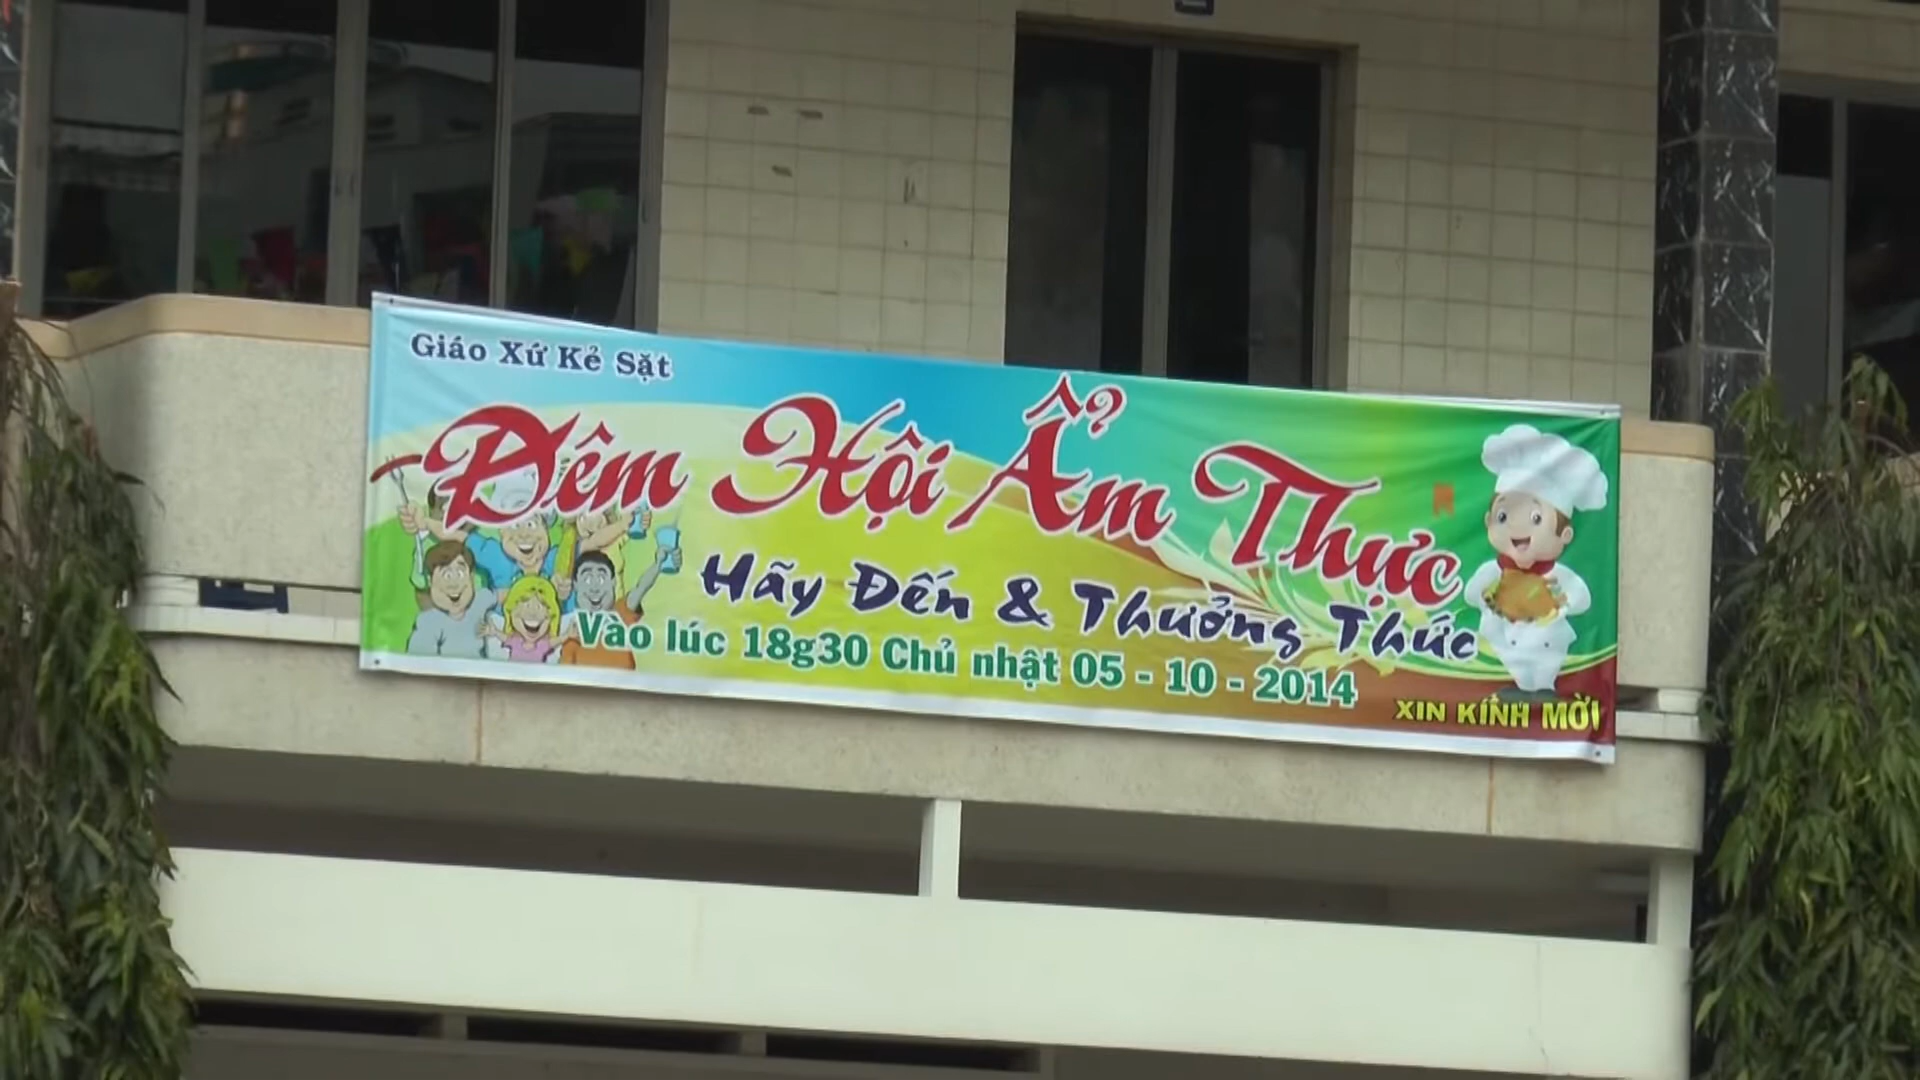 Giáo Xứ Kẻ Sặt
Đêm Hội Ẩm Thực
Hãy Đến & Thưởng Thức
Vào lúc 18g30 Chủ nhật 05 - 10 - 2014
XIN KÍNH MỜI